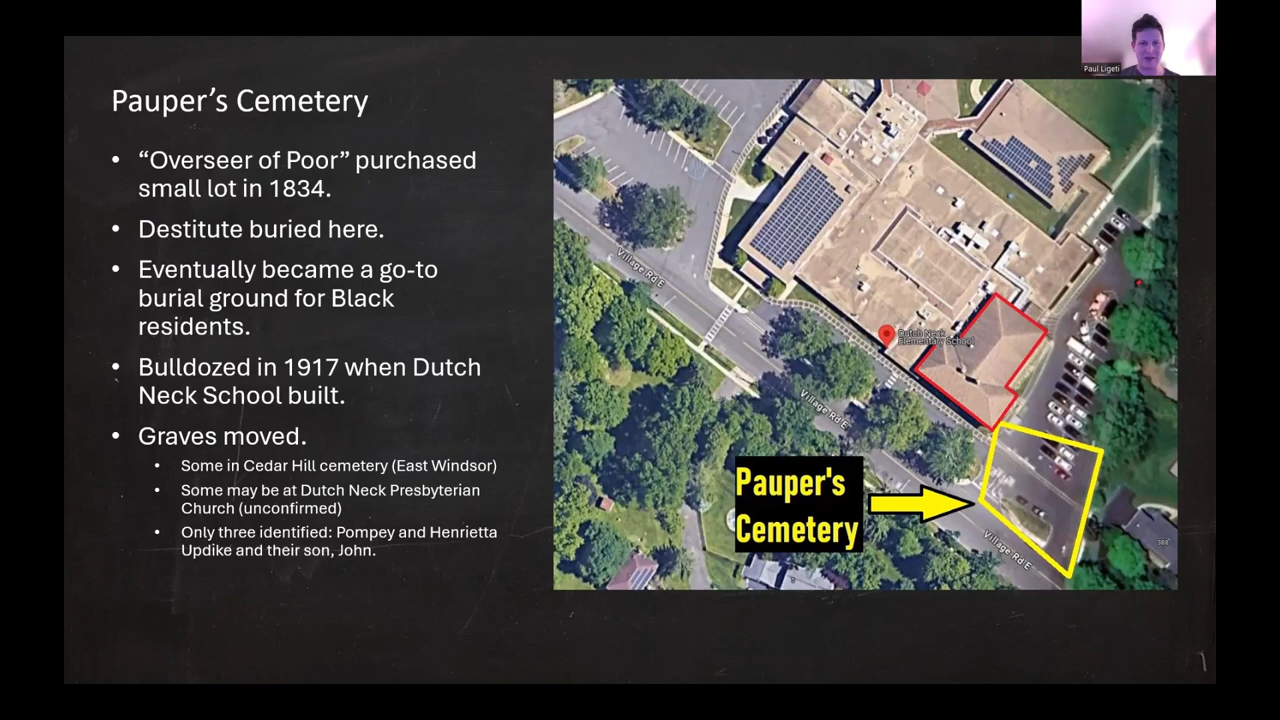 Paul Ligeti
Pauper’s Cemetery
• “Overseer of Poor” purchased
small lot in 1834.
• Destitute buried here.
• Eventually became a go-to
burial ground for Black
residents.
• Bulldozed in 1917 when Dutch
Neck School built.
• Graves moved.
• Some in Cedar Hill cemetery (East Windsor)
• Some may be at Dutch Neck Presbyterian
Church (unconfirmed)
• Only three identified: Pompey and Henrietta
Updike and their son, John.
Village Rd E
Dutch Neck
Elementary School
Village Rd E
Pauper's
Cemetery
Village Rd E